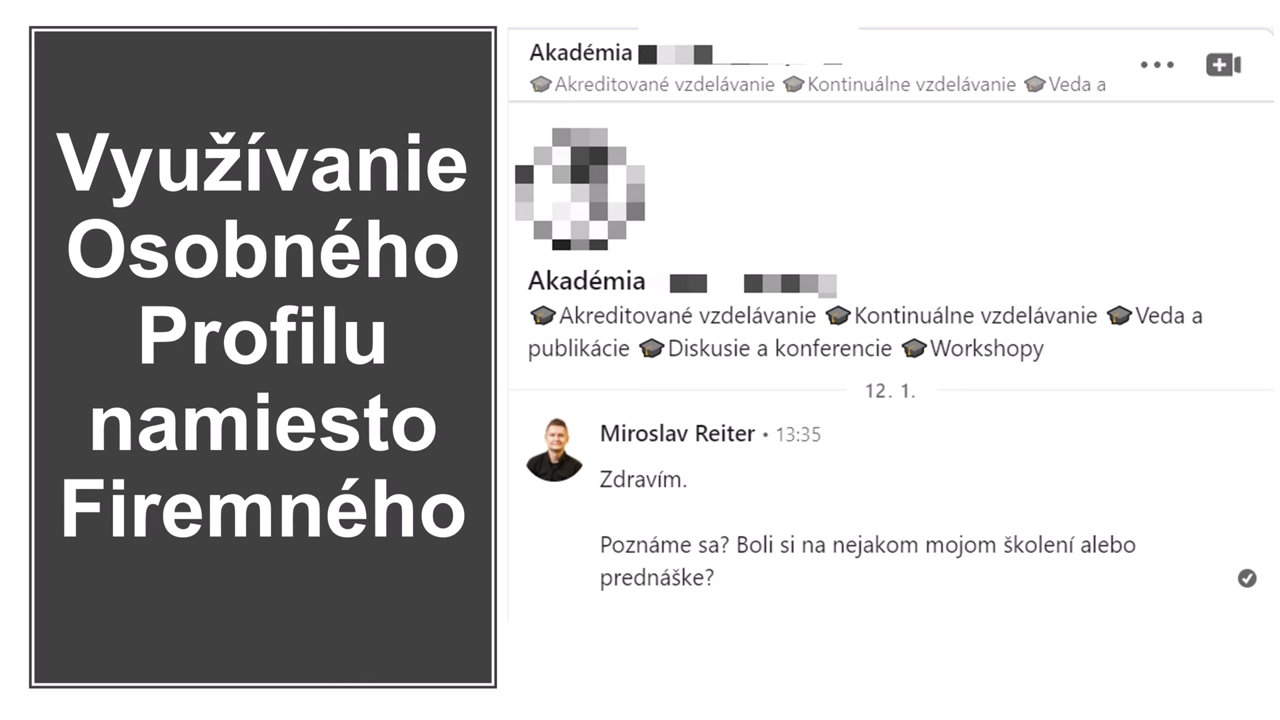 Využívanie
Osobného
Profilu
namiesto
Firemného
Akadémia
🎓Akreditované vzdelávanie 🎓Kontinuálne vzdelávanie 🎓Veda a
Akadémia
🎓Akreditované vzdelávanie 🎓Kontinuálne vzdelávanie 🎓Veda a
publikácie 🎓Diskusie a konferencie 🎓Workshopy
12. 1.
Miroslav Reiter • 13:35
Zdravím.
Poznáme sa? Boli si na nejakom mojom školení alebo
prednáške?